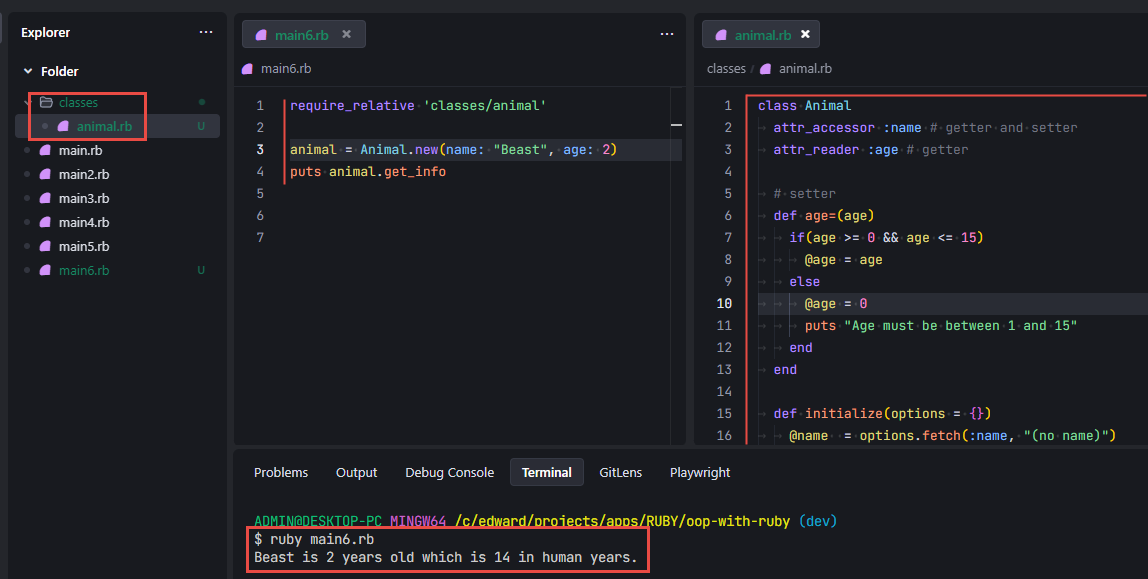 Explorer
Folder
classes
animal.rb U
main.rb
main2.rb
main3.rb
main4.rb
main5.rb
main6.rb U
main6.rb
main6.rb
1 require_relative 'classes/animal'
2
3 animal = Animal.new(name: "Beast", age: 2)
4 puts animal.get_info
5
6
7
animal.rb
classes / animal.rb
1 class Animal
2 attr_accessor :name # getter and setter
3 attr_reader :age # getter
4
5 # setter
6 def age=(age)
7 if(age >= 0 && age <= 15)
8 @age = age
9 else
10 @age = 0
11 puts "Age must be between 1 and 15"
12 end
13 end
14
15 def initialize(options = {})
16 @name = options.fetch(:name, "(no name)")
Problems Output Debug Console Terminal GitLens Playwright
ADMIN@DESKTOP-PC MINGW64 /c/edward/projects/apps/RUBY/oop-with-ruby (dev)
$ ruby main6.rb
Beast is 2 years old which is 14 in human years.